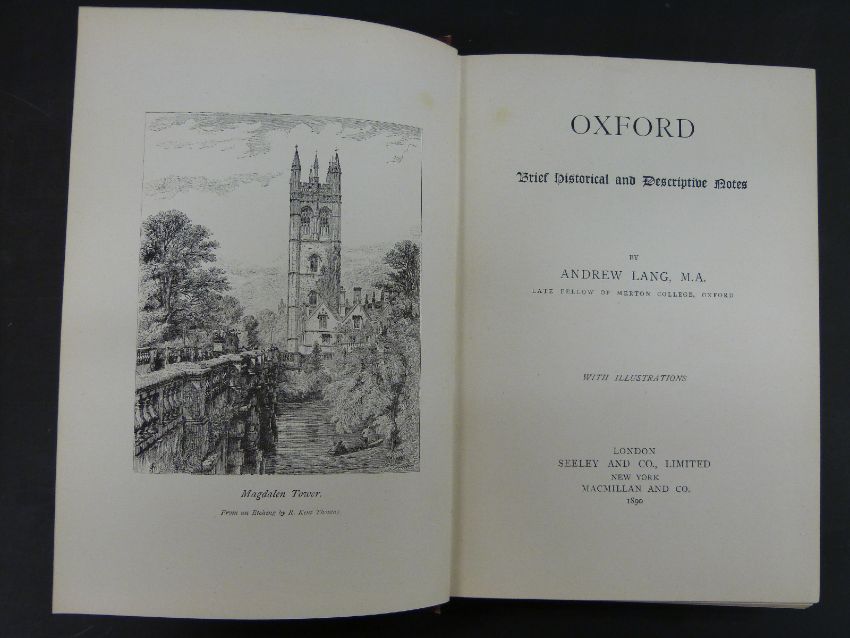 Magdalen Tower.
From an Etching by R. Kent Thomas.
OXFORD
Brief Historical and Descriptive Notes
BY
ANDREW LANG, M.A.
LATE FELLOW OF MERTON COLLEGE, OXFORD
WITH ILLUSTRATIONS
LONDON
SEELEY AND CO., LIMITED
NEW YORK
MACMILLAN AND CO.
1890